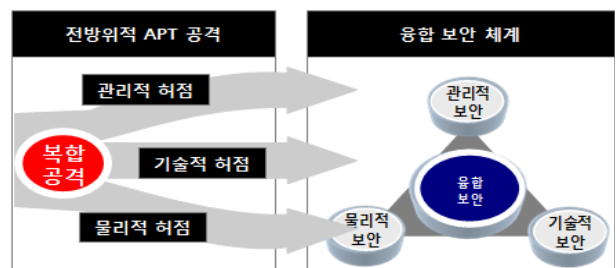 전방위적 APT 공격
융합 보안 체계
관리적 허점
기술적 허점
물리적 허점
복합
공격
관리적
보안
융합
보안
물리적
보안
기술적
보안